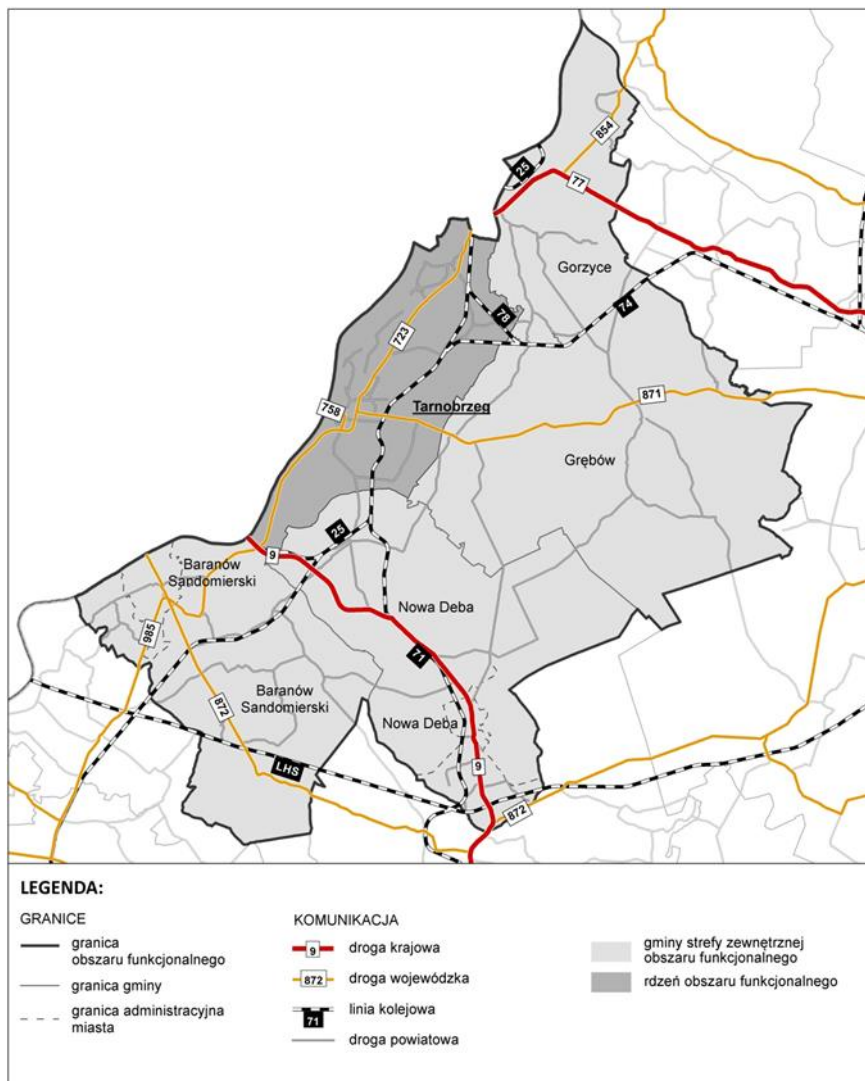 854
25
77
Gorzyce
78
74
723
758
Tarnobrzeg
871
Grębów
25
9
Baranów
Sandomierski
Nowa Deba
985
71
872
Baranów
Sandomierski
Nowa Deba
LHS
9
872
LEGENDA:
GRANICE
granica
obszaru funkcjonalnego
granica gminy
granica administracyjna
miasta
KOMUNIKACJA
9 droga krajowa
872 droga wojewódzka
linia kolejowa
71
droga powiatowa
gminy strefy zewnętrznej
obszaru funkcjonalnego
rdzeń obszaru funkcjonalnego